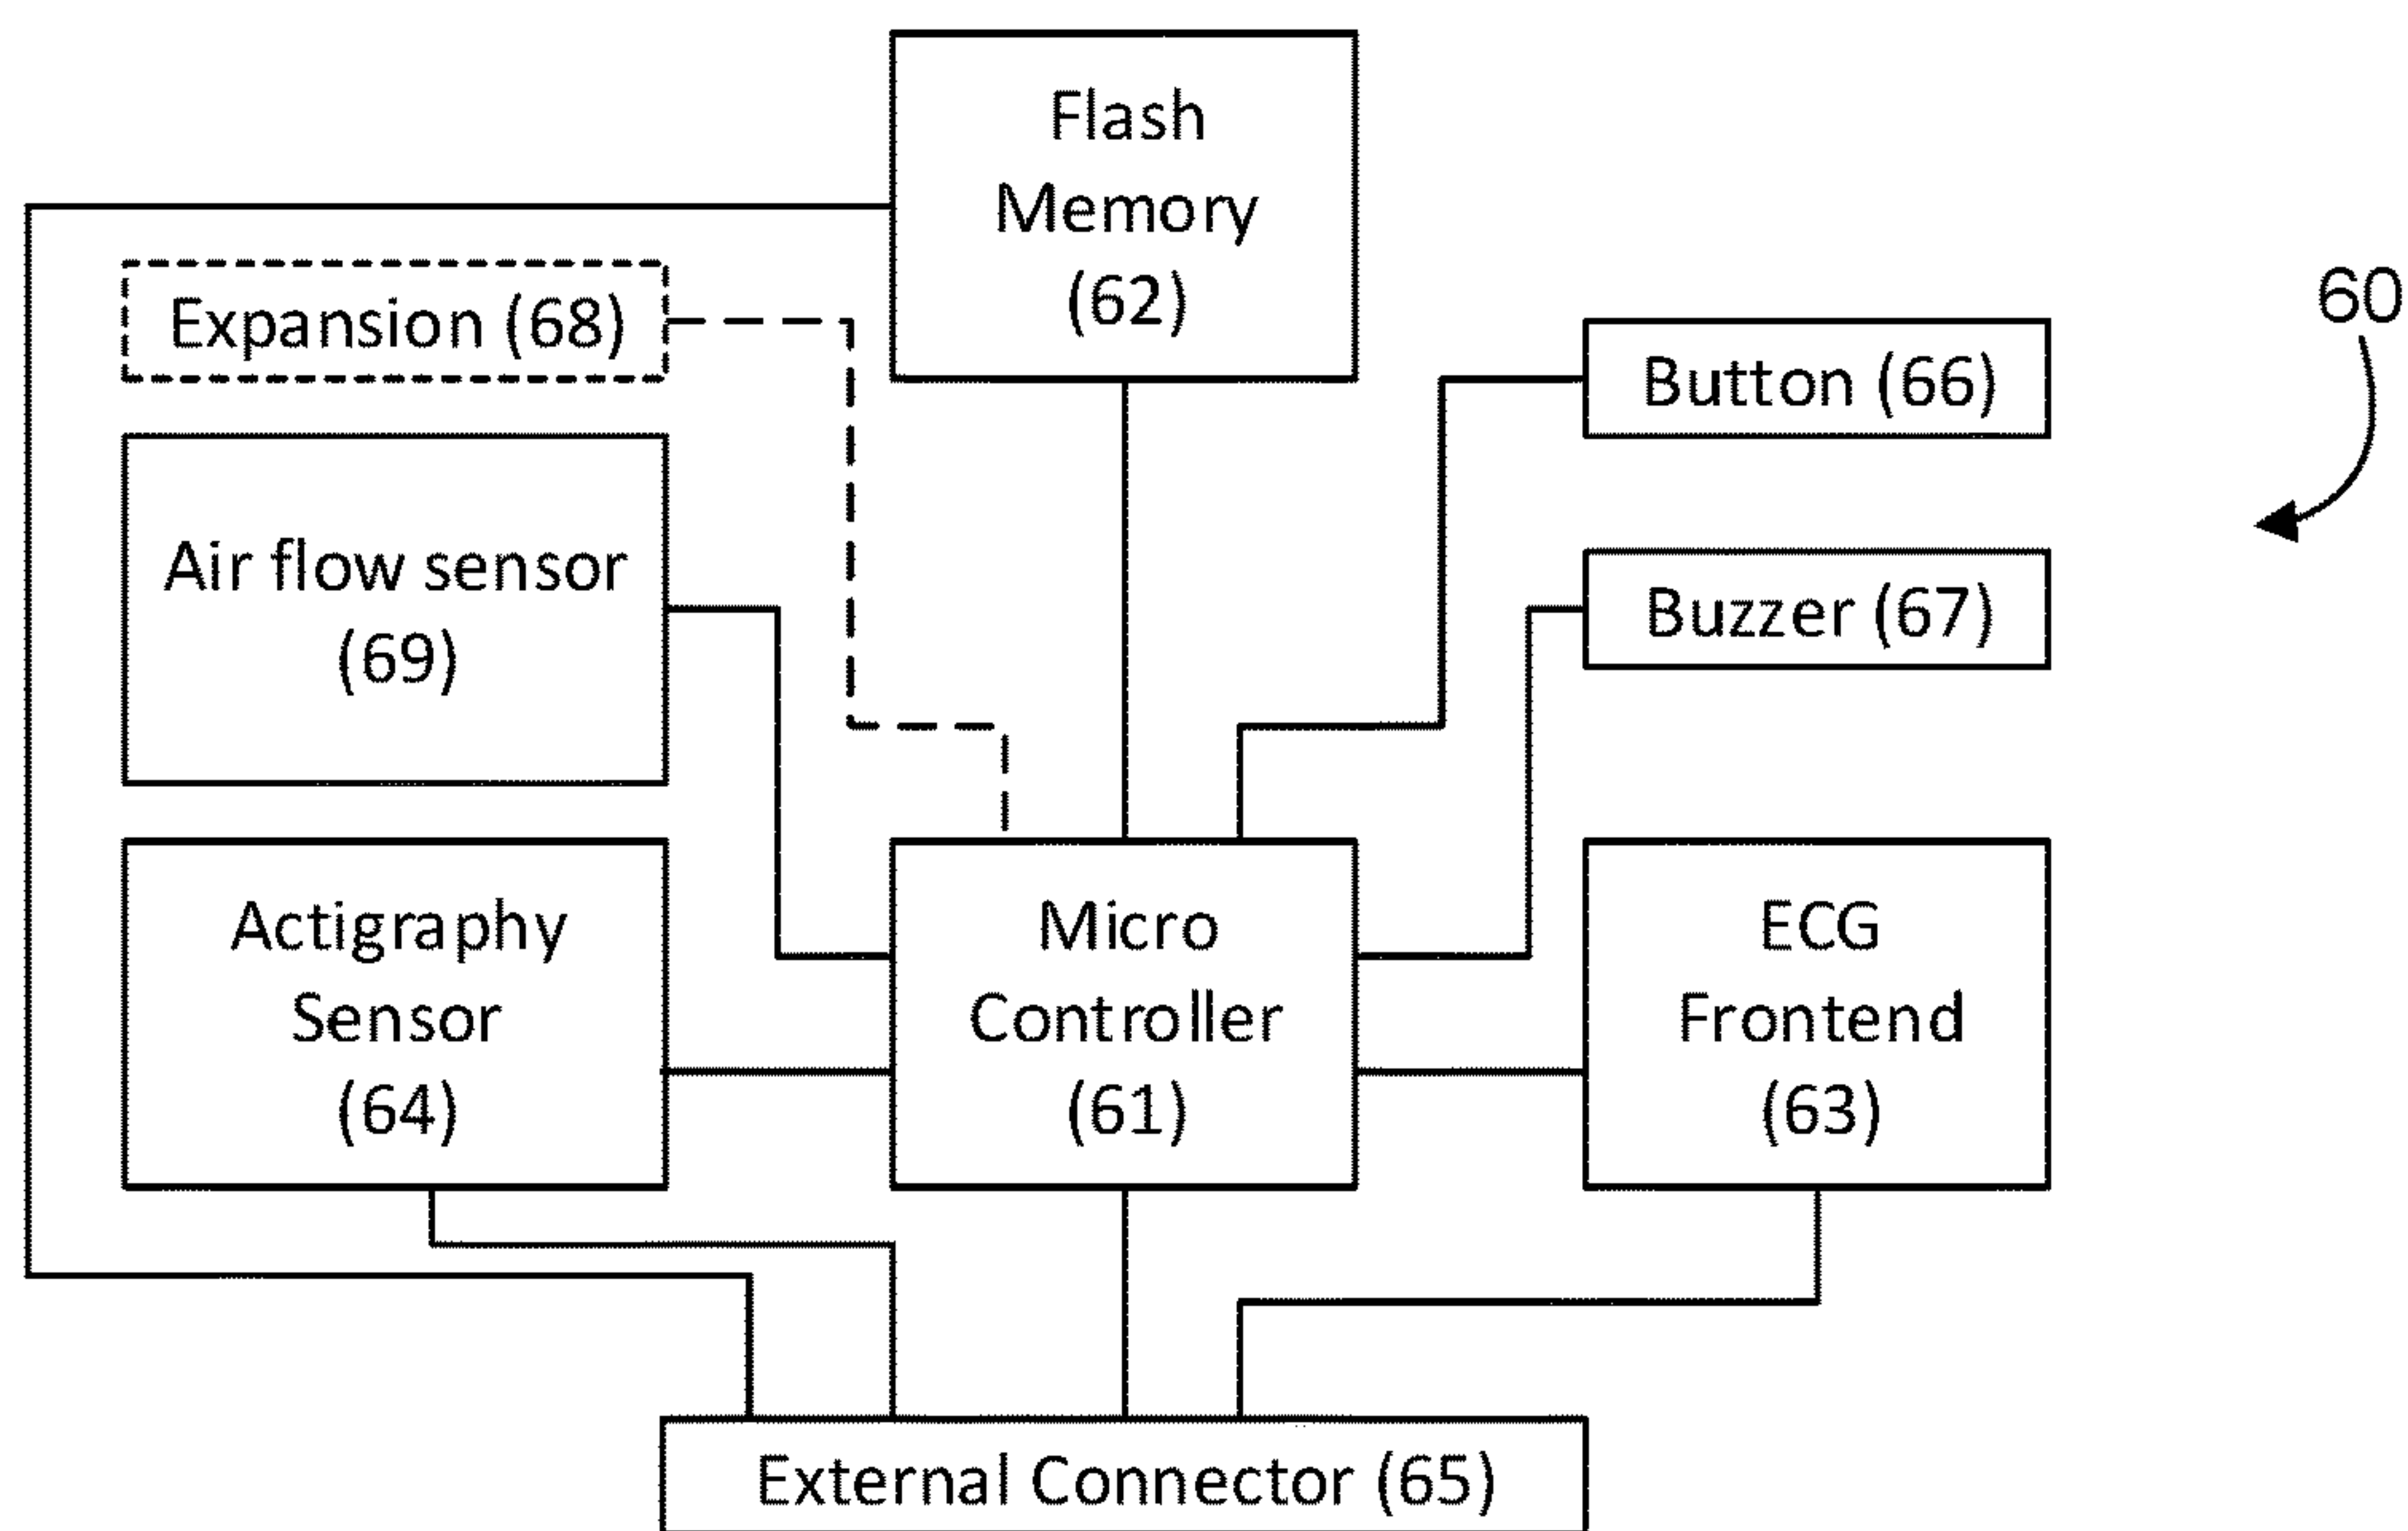 Flash
Memory
(62)
Expansion (68)
60
Button (66)
Air flow sensor
(69)
Buzzer (67)
Actigraphy
Sensor
(64)
Micro
Controller
(61)
ECG
Frontend
(63)
External Connector (65)